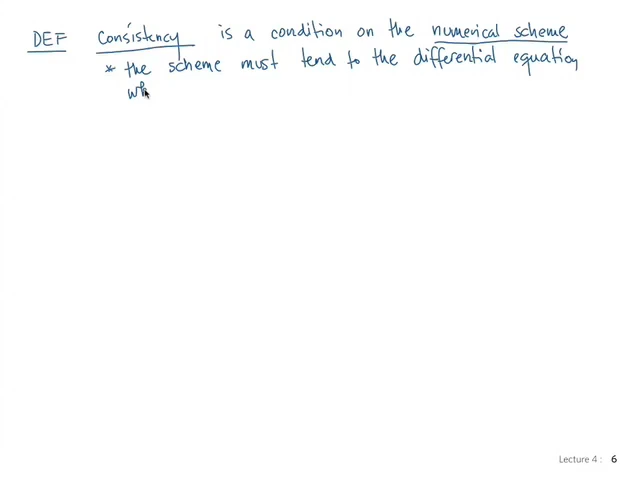 DEF Consistency is a condition on the numerical scheme
* the scheme must tend to the differential equation
Lecture 4 : 6